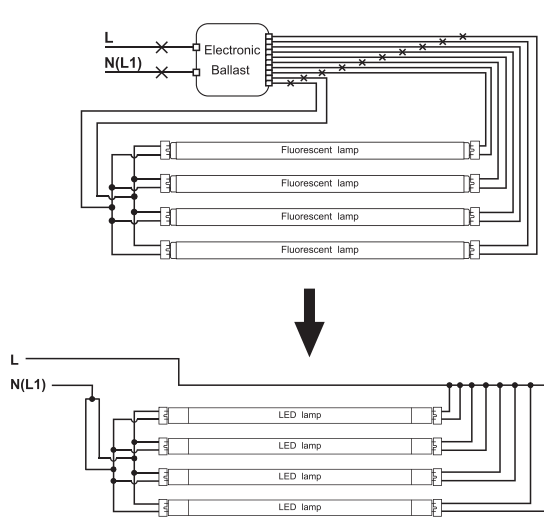 L
Electronic
N(L1)
Ballast
Fluorescent lamp
Fluorescent lamp
Fluorescent lamp
Fluorescent lamp
L
N(L1)
LED lamp
LED lamp
LED lamp
LED lamp